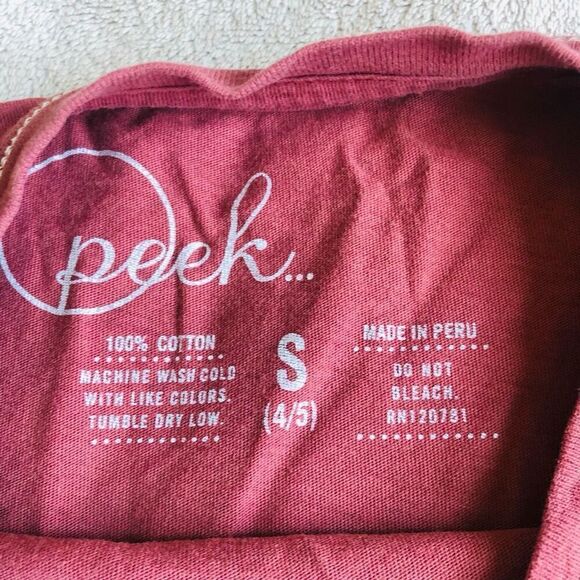 peek...
100% COTTON
MACHINE WASH COLD
WITH LIKE COLORS.
TUMBLE DRY LOW.
S
(4/5)
MADE IN PERU
DO NOT
BLEACH.
RN120781